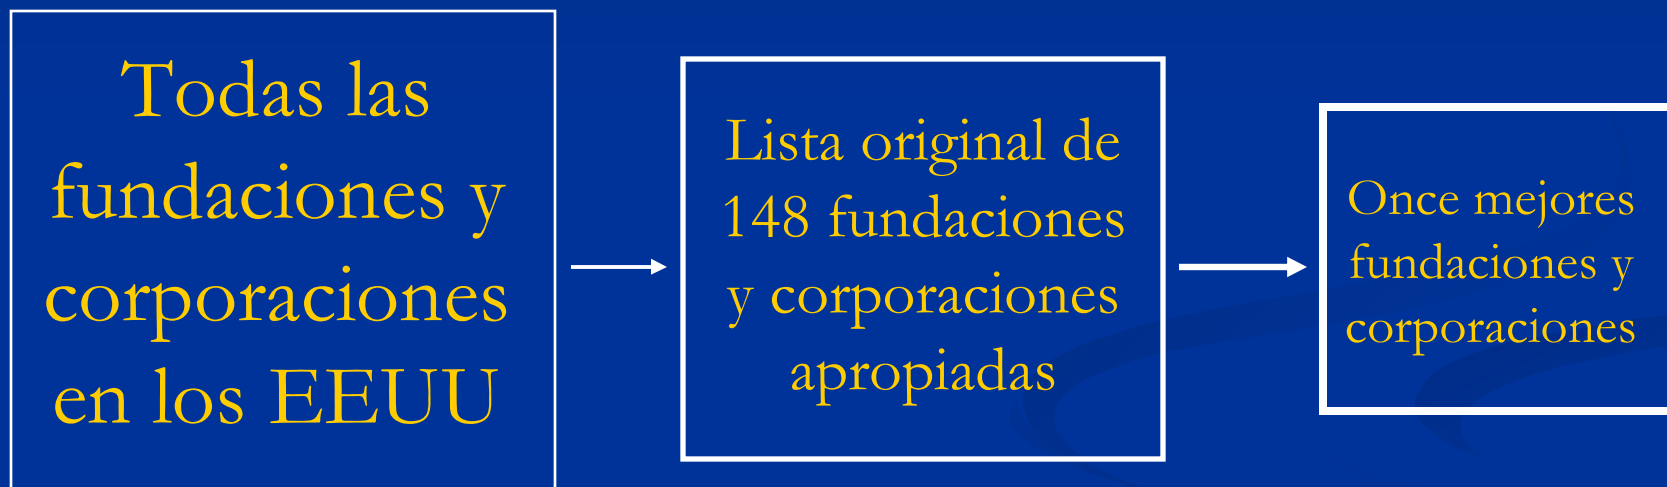 Todas las
fundaciones y
corporaciones
en los EEUU
Lista original de
148 fundaciones
y corporaciones
apropiadas
Once mejores
fundaciones y
corporaciones